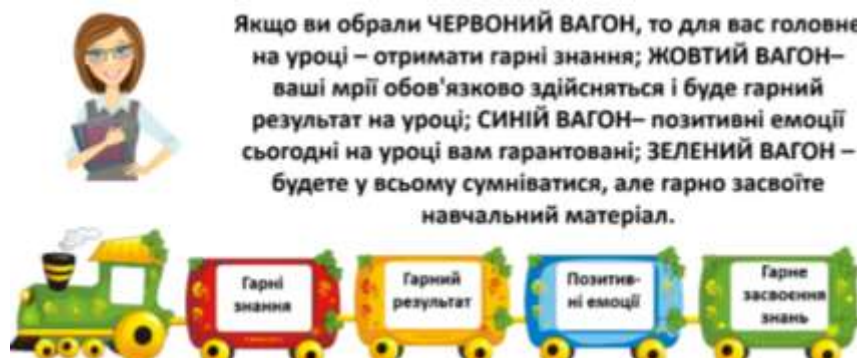 Якщо ви обрали ЧЕРВОНИЙ ВАГОН, то для вас головне
на уроці – отримати гарні знання; ЖОВТИЙ ВАГОН–
ваші мрії обов'язково здійсняться і буде гарний
результат на уроці; СИНІЙ ВАГОН– позитивні емоції
сьогодні на уроці вам гарантовані; ЗЕЛЕНИЙ ВАГОН –
будете у всьому сумніватися, але гарно засвоїте
навчальний матеріал.
Гарні
знання
Гарний
результат
Позитив-
ні емоції
Гарне
засвоєння
знань